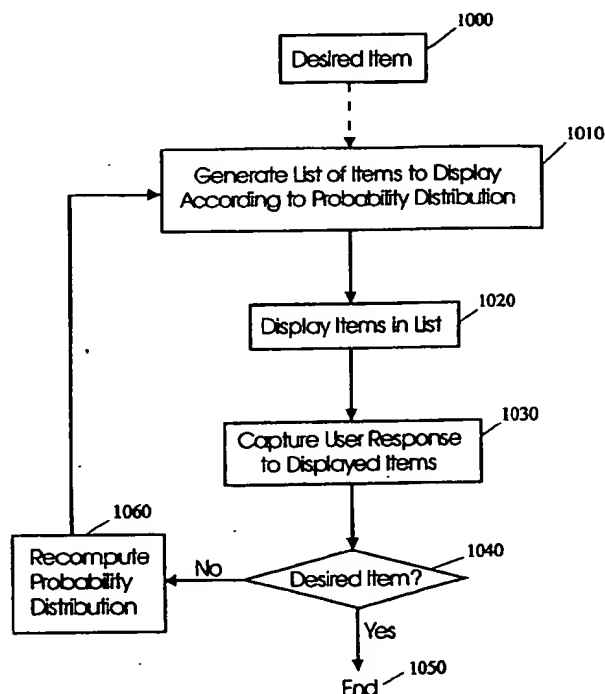 1000
Desired Item
1010
Generate List of Items to Display
According to Probability Distribution
1020
Display Items in List
1030
Capture User Response
to Displayed Items
1060
Recompute
Probability
Distribution
No
1040
Desired Item?
Yes
1050
End